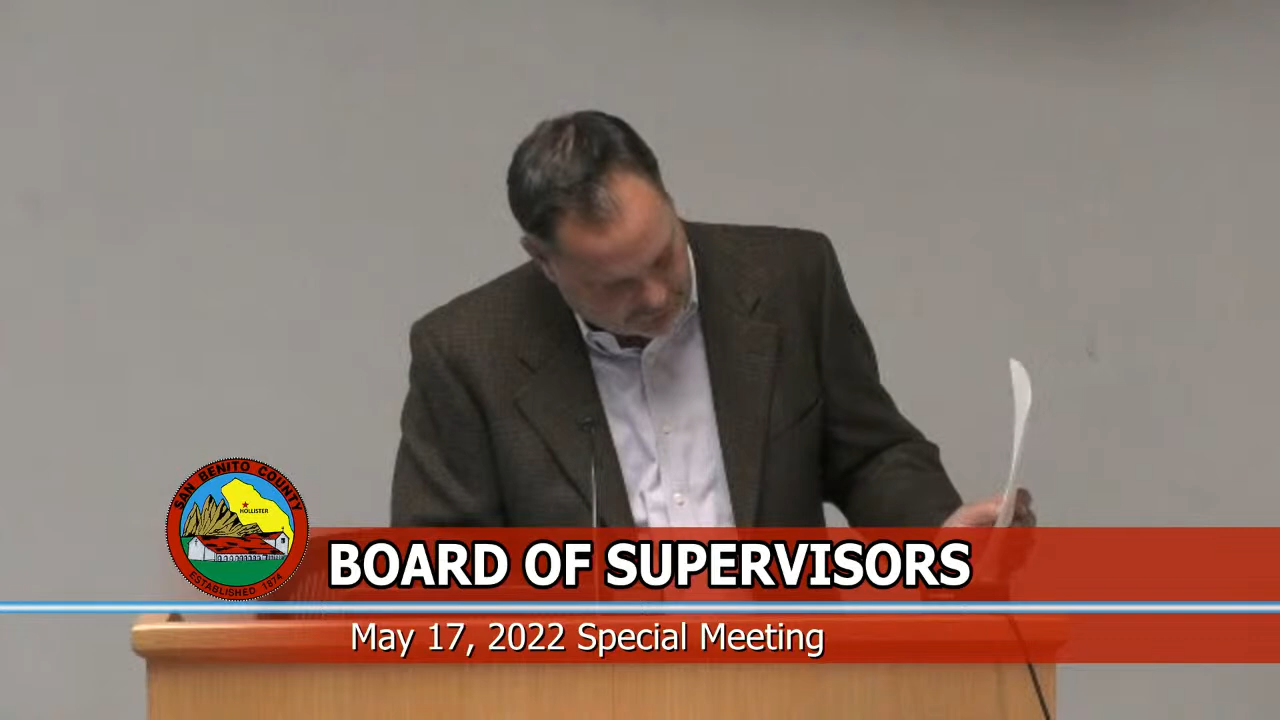 SAN BENITO COUNTY
HOLLISTER
ESTABLISHED 1874
BOARD OF SUPERVISORS
May 17, 2022 Special Meeting